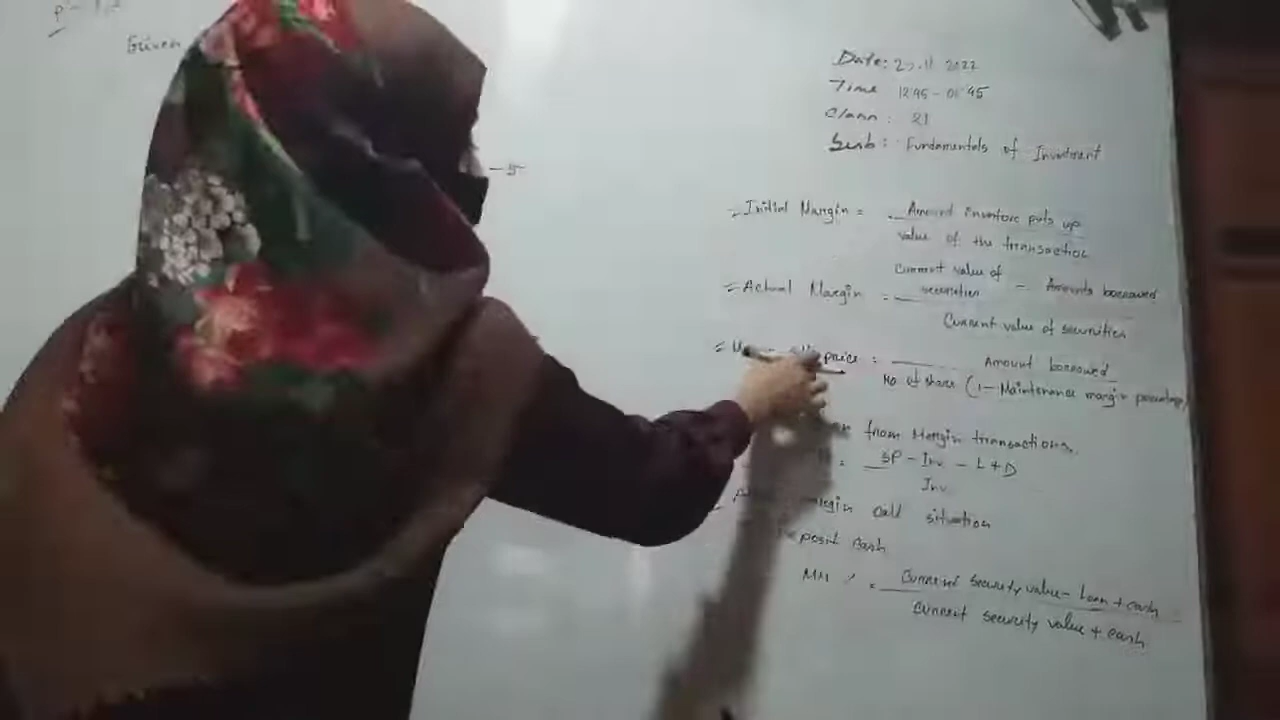 Given
- 5
Date: 2 .11 2022
Time 12 45 - 01 45
Class : 21
Sub : Fundamentals of Investment
= Initial Margin = Amount investors puts up
value of the transaction
= Actual Margin = Current value of securities - Amounts borrowed
Current value of securities
= price = Amount borrowed
No of share (1 - Maintenance margin percentage)
from Margin transactions.
= SP - Inv - L + D
Inv
margin call situation
Deposit Cash
MM % = Current Security value - Loan + Cash
Current security value + Cash